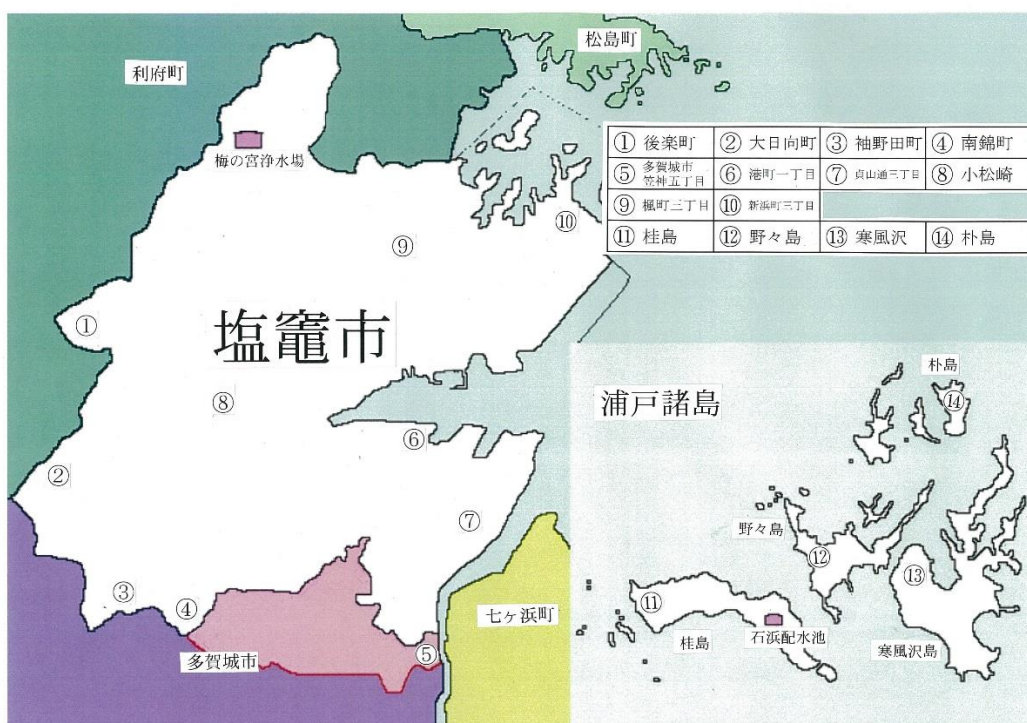 松島町
利府町
梅の宮浄水場
① 後楽町 ② 大日向町 ③ 袖野田町 ④ 南錦町
⑤ 多賀城市笠神五丁目 ⑥ 港町一丁目 ⑦ 貞山通三丁目 ⑧ 小松崎
⑨ 楓町三丁目 ⑩ 新浜町三丁目
⑪ 桂島 ⑫ 野々島 ⑬ 寒風沢 ⑭ 朴島
⑩
⑨
①
塩竈市
⑧
⑥
②
⑦
③
④
多賀城市
⑤
七ヶ浜町
浦戸諸島
朴島
⑭
野々島
⑫
⑬
⑪
桂島
石浜配水池
寒風沢島